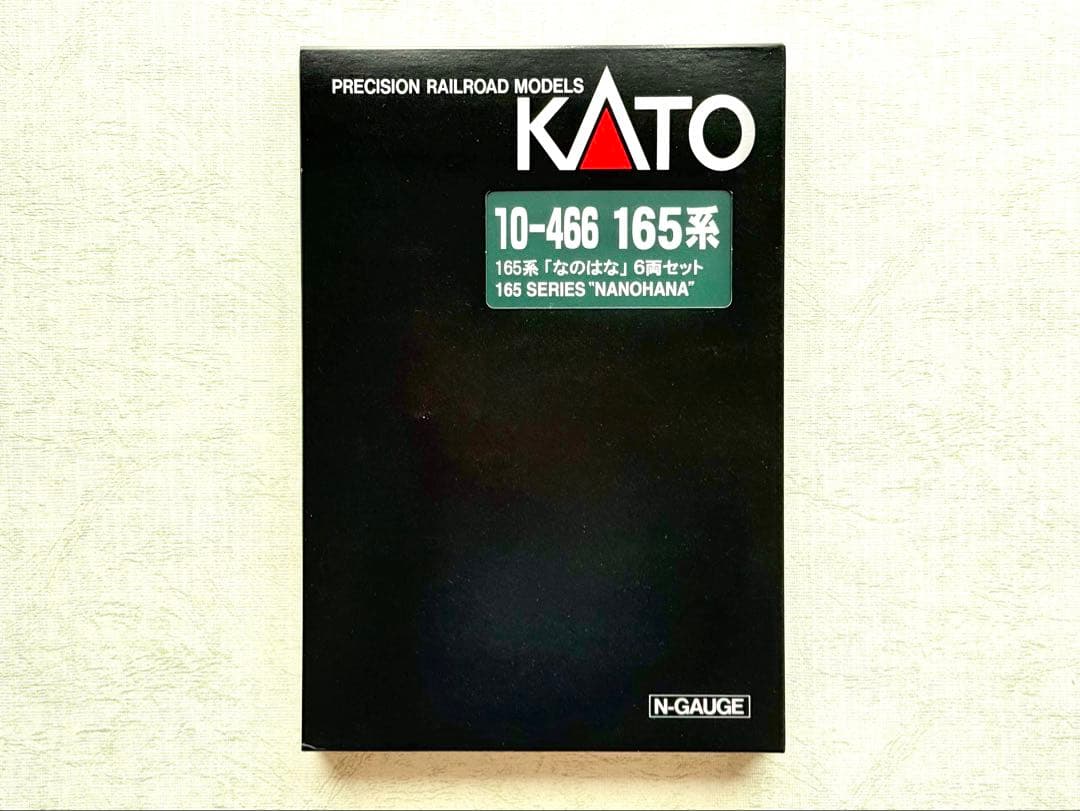 PRECISION RAILROAD MODELS
KATO
10-466 165系
165系「なのはな」6両セット
165 SERIES "NANOHANA"
N-GAUGE